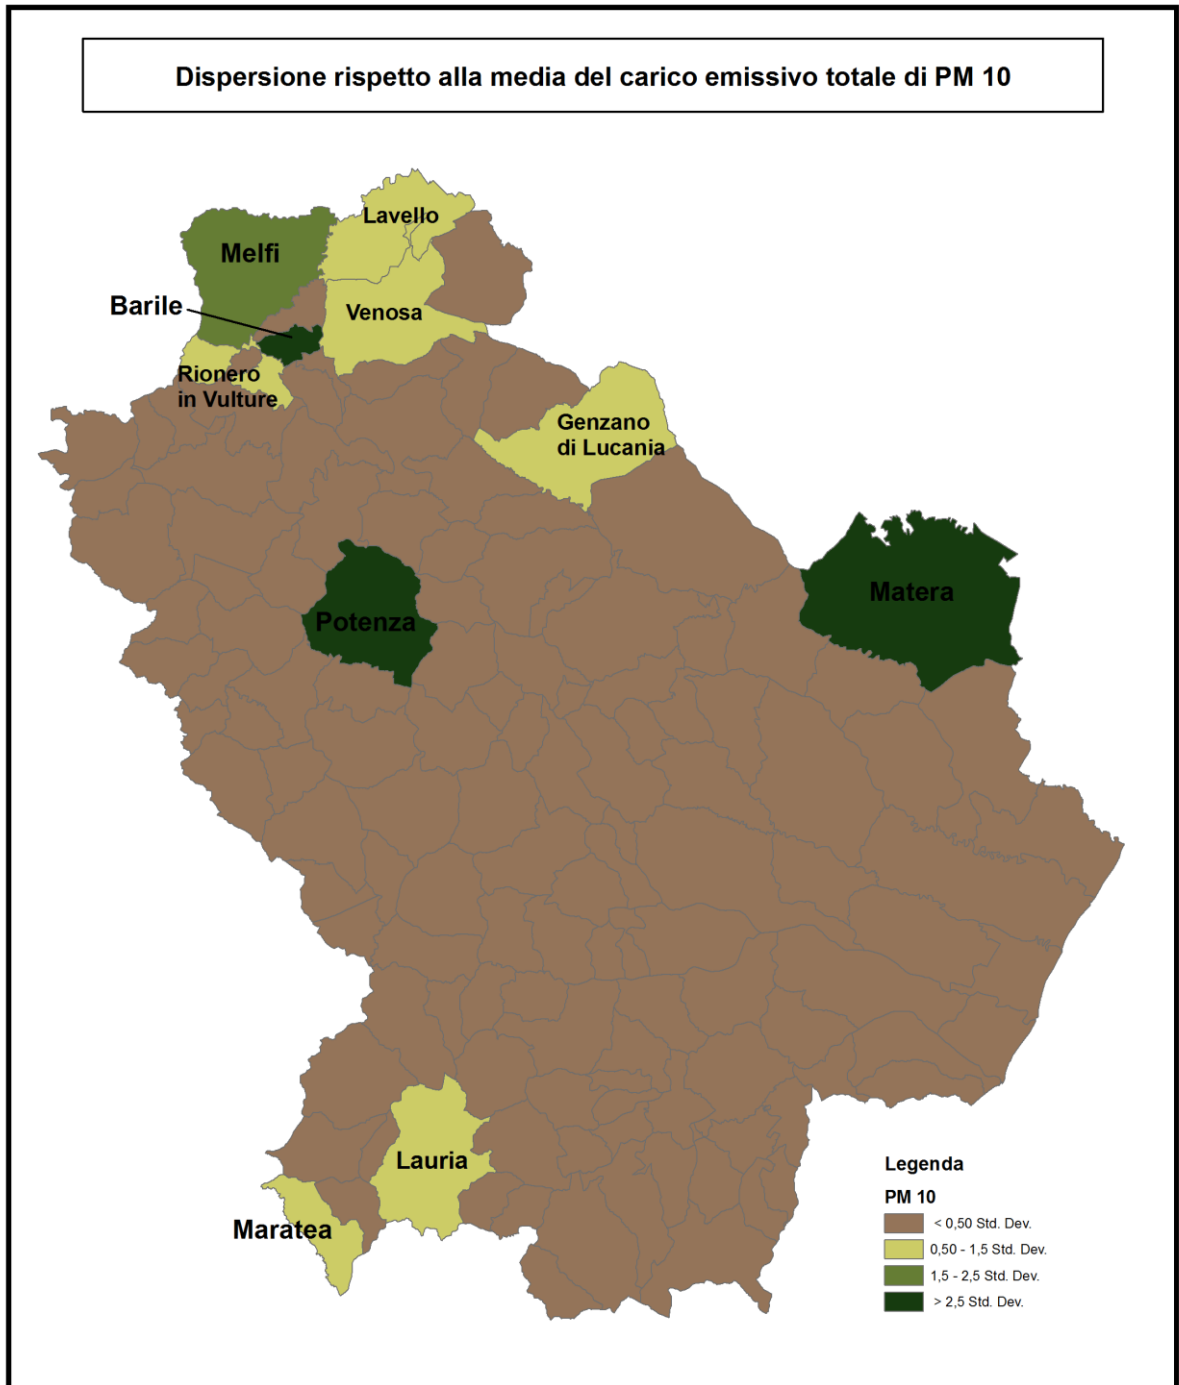 Dispersione rispetto alla media del carico emissivo totale di PM 10
Lavello
Melfi
Barile
Venosa
Rionero
in Vulture
Genzano
di Lucania
Matera
Potenza
Lauria
Maratea
Legenda
PM 10
< 0,50 Std. Dev.
0,50 - 1,5 Std. Dev.
1,5 - 2,5 Std. Dev.
> 2,5 Std. Dev.